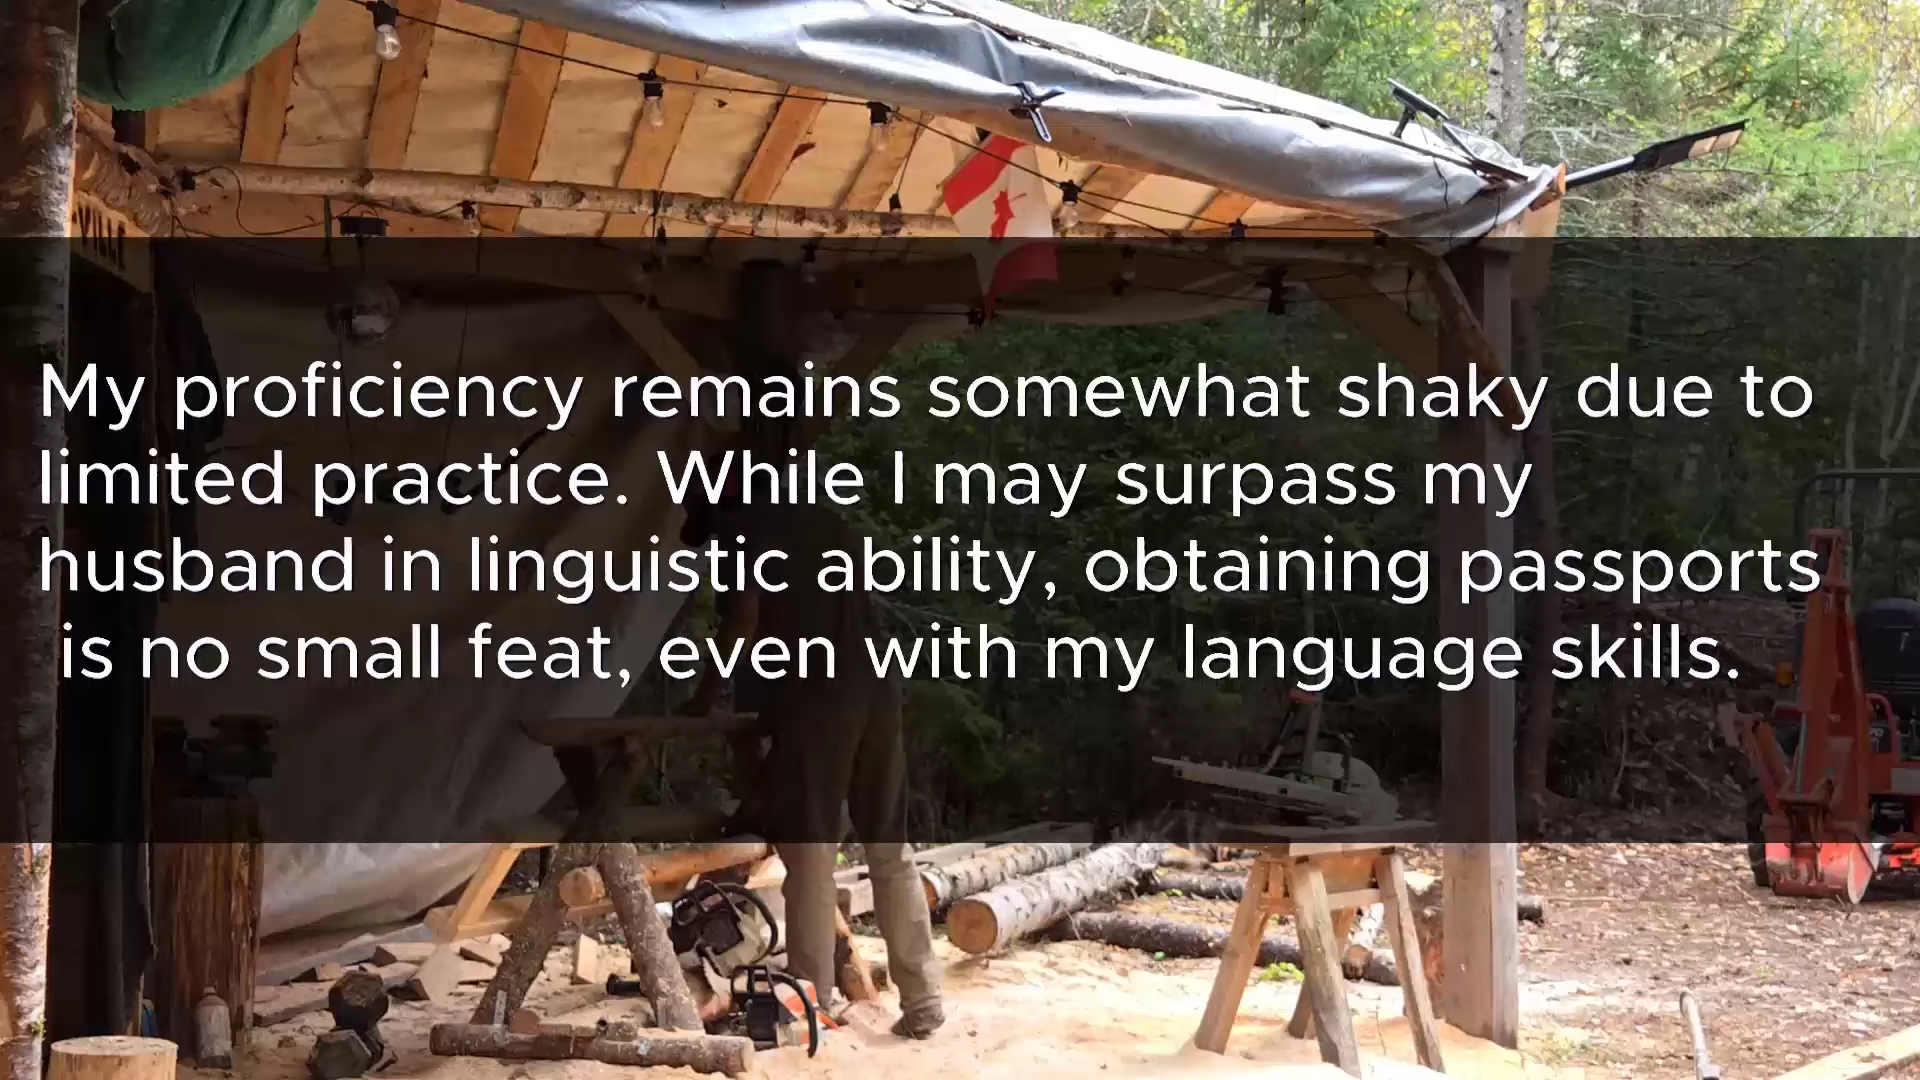 My proficiency remains somewhat shaky due to
limited practice. While I may surpass my
husband in linguistic ability, obtaining passports
is no small feat, even with my language skills.